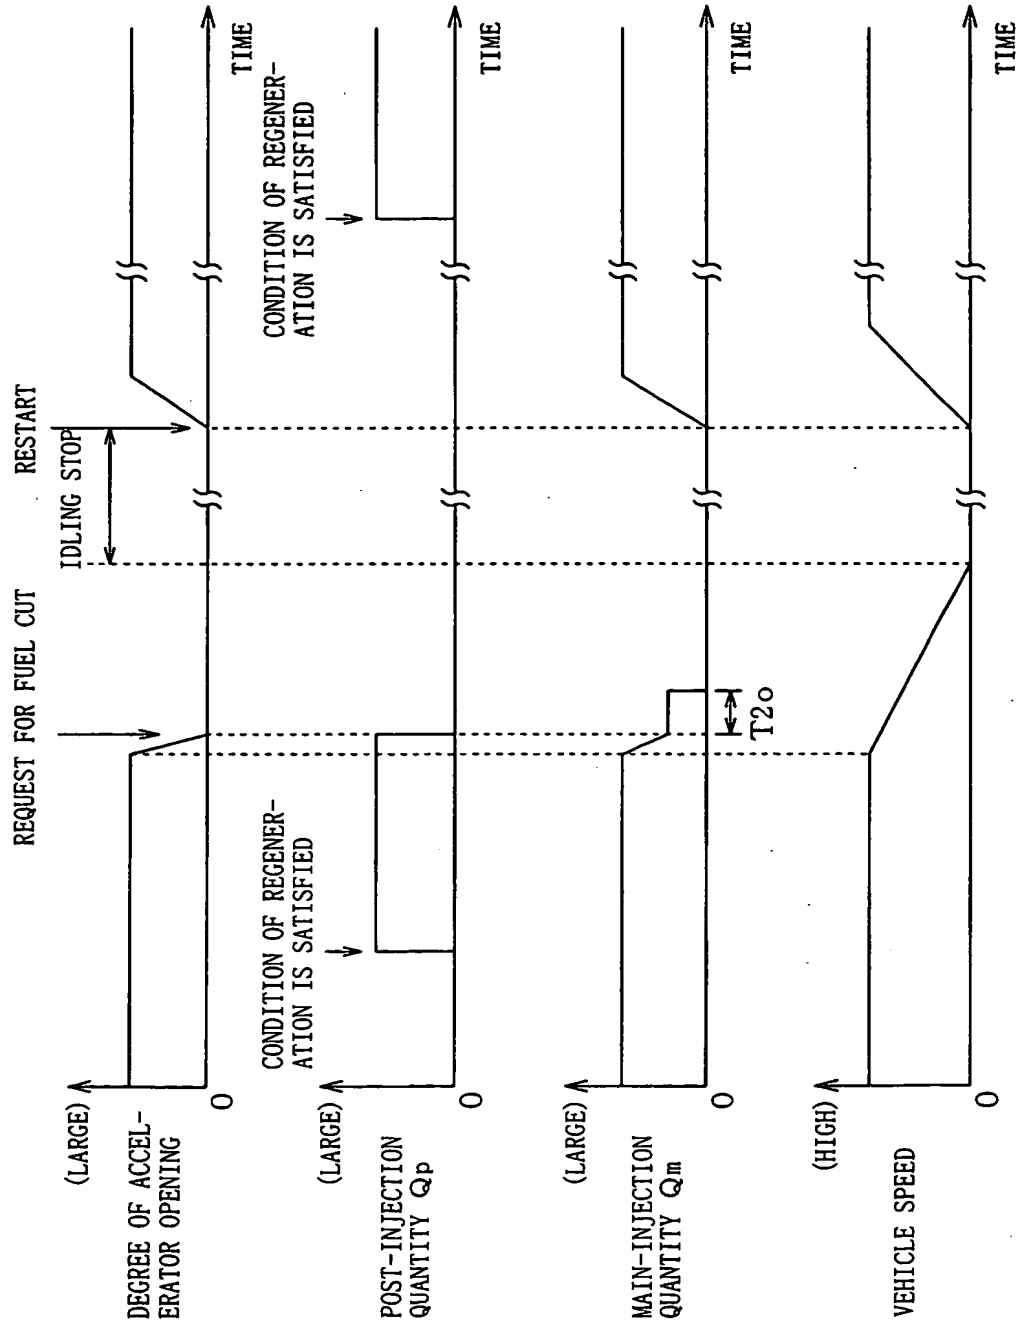 REQUEST FOR FUEL CUT
RESTART
IDLING STOP
(LARGE)
DEGREE OF ACCEL-
ERATOR OPENING
0
TIME
CONDITION OF REGENER-
ATION IS SATISFIED
CONDITION OF REGENER-
ATION IS SATISFIED
(LARGE)
POST-INJECTION
QUANTITY Qp
0
TIME
(LARGE)
MAIN-INJECTION
QUANTITY Qm
0
T2o
TIME
(HIGH)
VEHICLE SPEED
0
TIME